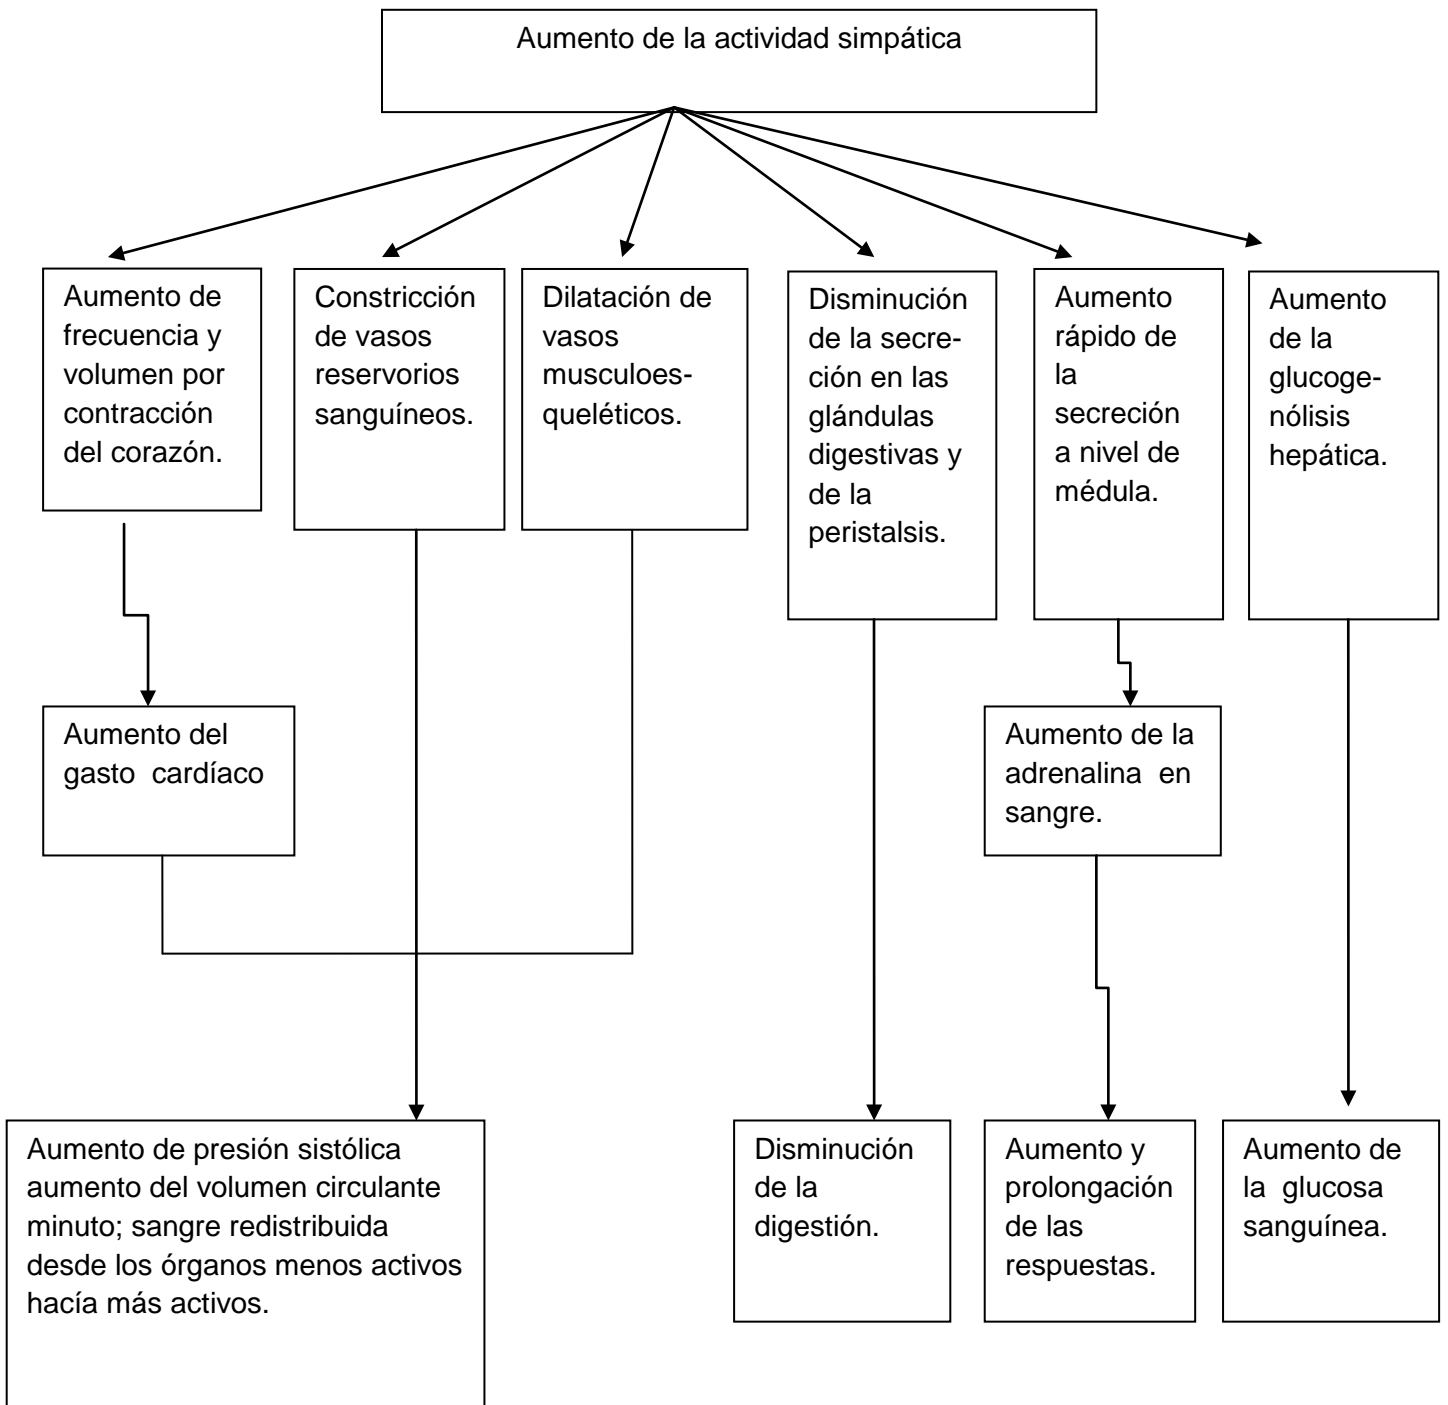 Aumento de la actividad simpática
Aumento de
frecuencia y
volumen por
contracción
del corazón.
Constricción
de vasos
reservorios
sanguíneos.
Dilatación de
vasos
musculoes-
queléticos.
Disminución
de la secre-
ción en las
glándulas
digestivas y
de la
peristalsis.
Aumento
rápido de
la
secreción
a nivel de
médula.
Aumento
de la
glucoge-
nólisis
hepática.
Aumento del
gasto cardíaco
Aumento de la
adrenalina en
sangre.
Aumento de presión sistólica
aumento del volumen circulante
minuto; sangre redistribuida
desde los órganos menos activos
hacía más activos.
Disminución
de la
digestión.
Aumento y
prolongación
de las
respuestas.
Aumento de
la glucosa
sanguínea.